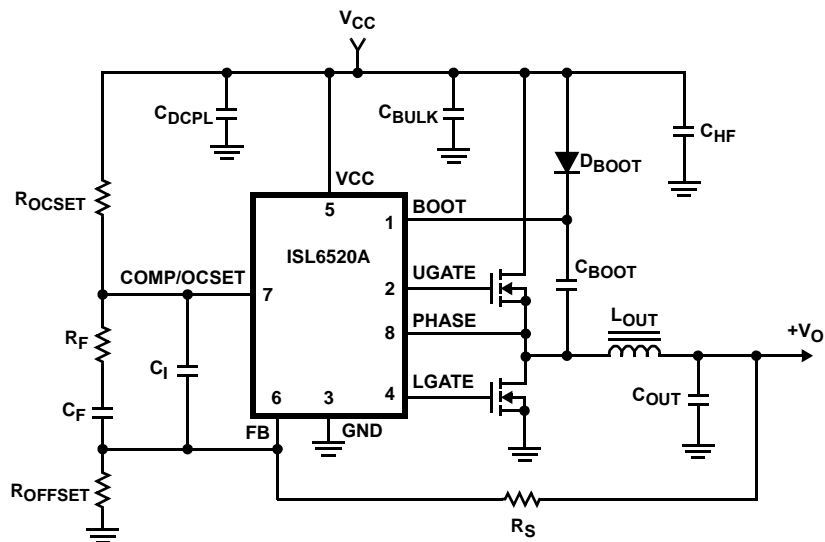 VCC
CDCPL
CBULK
CHF
DBOOT
ROCSET
VCC
5
BOOT
1
ISL6520A
CBOOT
COMP/OCSET
7
UGATE
2
PHASE
8
LOUT
+VO
RF
CI
CF
LGATE
4
COUT
6
3
FB
GND
ROFFSET
RS